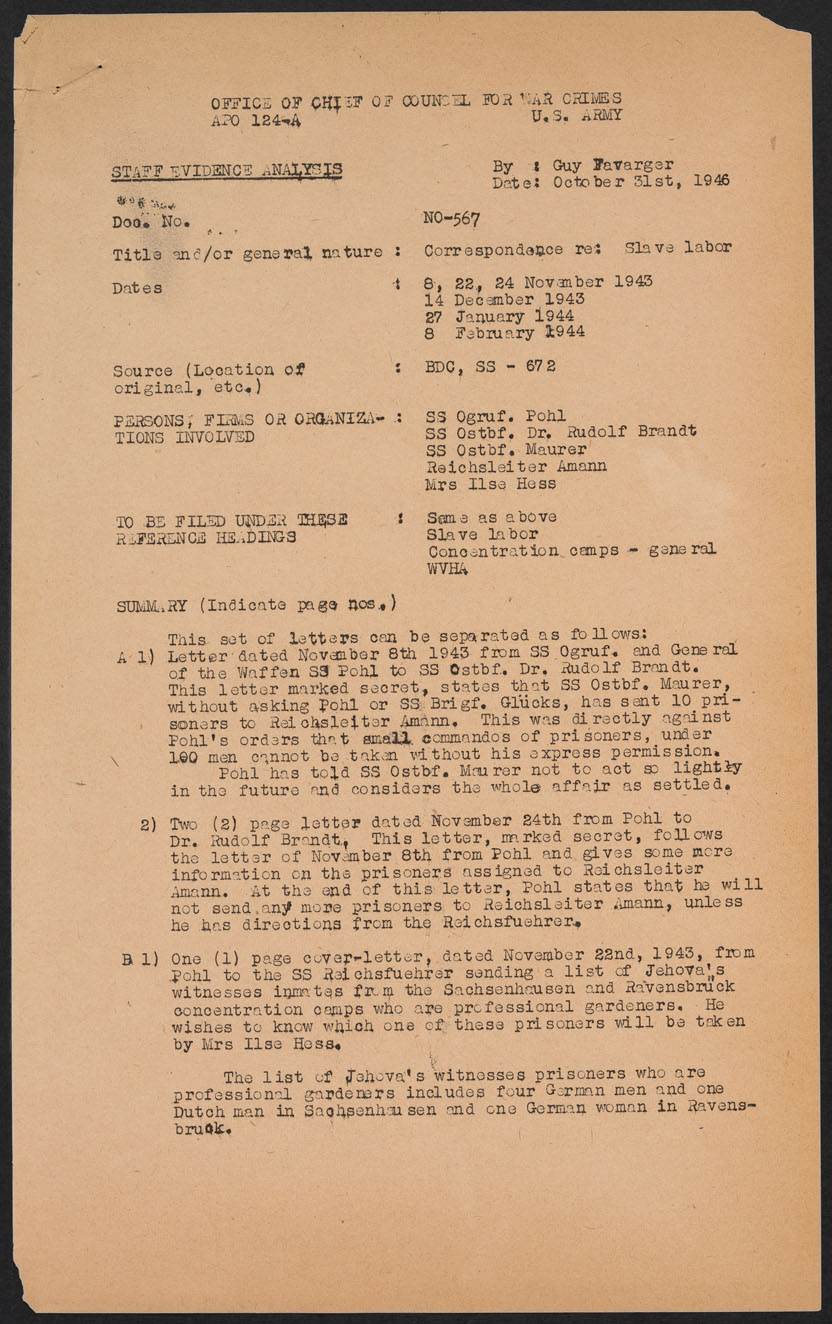 OFFICE OF CHIEF OF COUNSEL FOR WAR CRIMES
APO 124-A U.S. ARMY
STAFF EVIDENCE ANALYSIS By : Guy Favarger
Date: October 31st, 1946
Doc. No. NO-567
Title and/or general nature : Correspondence re: Slave labor
Dates : 8, 22, 24 November 1943
14 December 1943
27 January 1944
8 February 1944
Source (Location of : BDC, SS - 672
original, etc.)
PERSONS, FIRMS OR ORGANIZA- : SS Ogruf. Pohl
TIONS INVOLVED SS Ostbf. Dr. Rudolf Brandt
SS Ostbf. Maurer
Reichsleiter Amann
Mrs Ilse Hess
TO BE FILED UNDER THESE : Same as above
REFERENCE HEADINGS Slave labor
Concentration camps - general
WVHA
SUMMARY (Indicate page nos.)
This set of letters can be separated as follows:
A 1) Letter dated November 8th 1943 from SS Ogruf. and General
of the Waffen SS Pohl to SS Ostbf. Dr. Rudolf Brandt.
This letter marked secret, states that SS Ostbf. Maurer,
without asking Pohl or SS Brigf. Glücks, has sent 10 pri-
soners to Reichsleiter Amann. This was directly against
Pohl's orders that small commandos of prisoners, under
100 men cannot be taken without his express permission.
Pohl has told SS Ostbf. Maurer not to act so lightly
in the future and considers the whole affair as settled.
2) Two (2) page letter dated November 24th from Pohl to
Dr. Rudolf Brandt, This letter, marked secret, follows
the letter of November 8th from Pohl and gives some more
information on the prisoners assigned to Reichsleiter
Amann. At the end of this letter, Pohl states that he will
not send any more prisoners to Reichsleiter Amann, unless
he has directions from the Reichsfuehrer.
B 1) One (1) page cover-letter, dated November 22nd, 1943, from
Pohl to the SS Reichsfuehrer sending a list of Jehova's
witnesses inmates from the Sachsenhausen and Ravensbruck
concentration camps who are professional gardeners. He
wishes to know which one of these prisoners will be taken
by Mrs Ilse Hess.
The list of Jehova's witnesses prisoners who are
professional gardeners includes four German men and one
Dutch man in Sachsenhausen and one German woman in Ravens-
bruck.